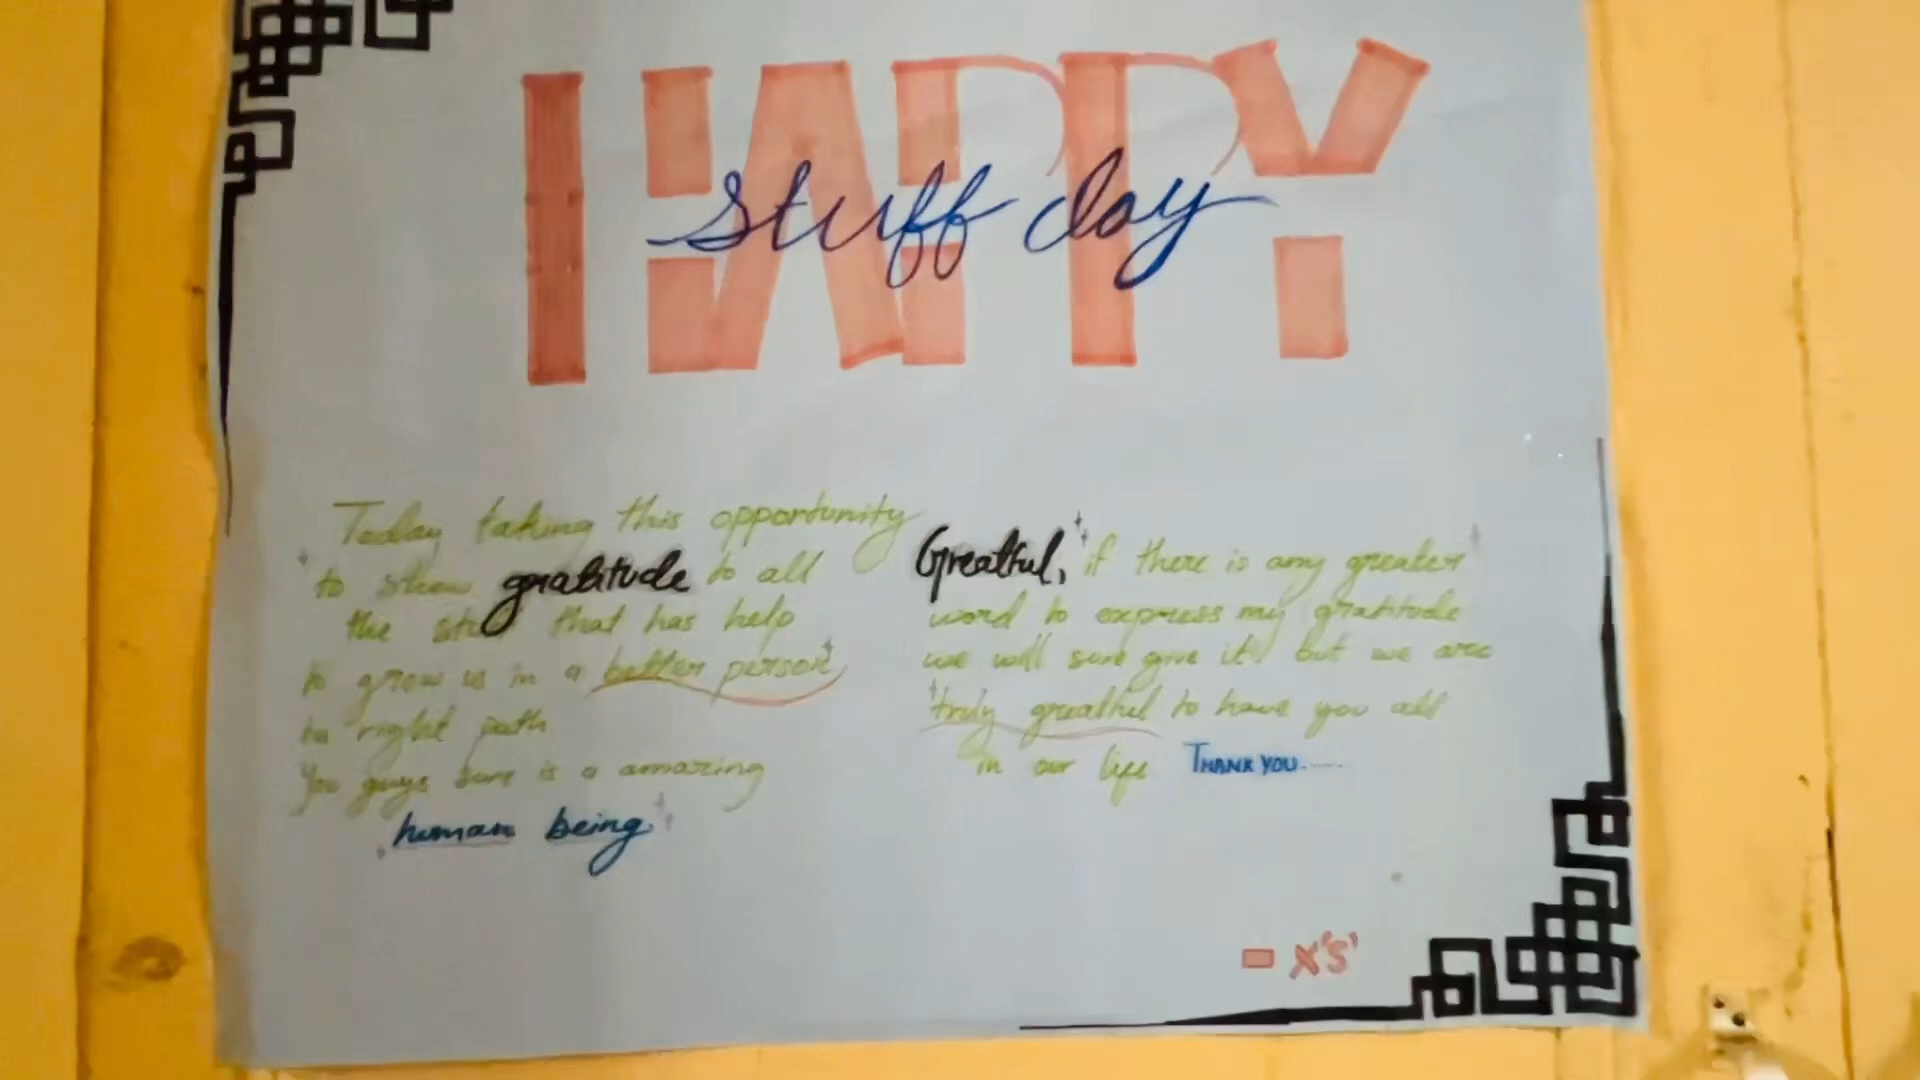 HAPPY
stuff day
Today taking this opportunity
to show gratitude to all
the that has help
to grow us in a better person
in right path
You guys sure is a amazing
human being
Greatful, if there is any greater
word to express my gratitude
we will sure give it but we are
truly greatful to have you all
in our life THANK YOU.....
X'S'